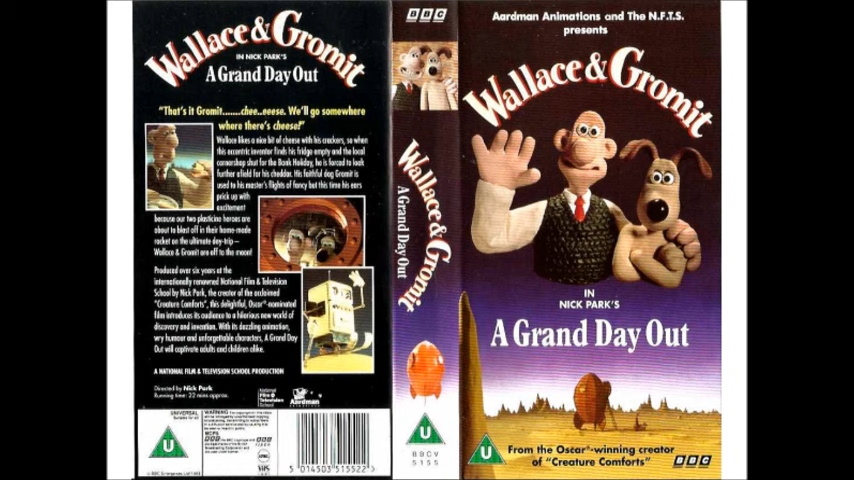 Wallace & Gromit
IN NICK PARK'S
A Grand Day Out
"That's it Gromit.......chee..eeese. We'll go somewhere
where there's cheese!"
Wallace likes a nice bit of cheese with his crackers, so when
this eccentric inventor finds his fridge empty and the local
cornershop shut for the Bank Holiday, he is forced to look
further afield for his cheddar. His faithful dog Gromit is
used to his master's flights of fancy but this time his ears
prick up with
excitement
because our two plasticine heroes are
about to blast off in their home-made
rocket on the ultimate day-trip –
Wallace & Gromit are off to the moon!
Produced over six years at the
internationally renowned National Film & Television
School by Nick Park, the creator of the acclaimed
"Creature Comforts", this delightful, Oscar®-nominated
film introduces its audience to a hilarious new world of
discovery and invention. With its dazzling animation,
wry humour and unforgettable characters, A Grand Day
Out will captivate adults and children alike.
A NATIONAL FILM & TELEVISION SCHOOL PRODUCTION
Directed by Nick Park
Running time: 22 mins approx.
National
Film &
Television
School
Aardman
UNIVERSAL
Suitable for all
U
WARNING
BBC
VHS
5 014503 515522 >
BBC
Wallace & Gromit
A Grand Day Out
U
BBCV
5155
Aardman Animations and The N.F.T.S.
presents
Wallace & Gromit
IN
NICK PARK'S
A Grand Day Out
U
From the Oscar®-winning creator
of "Creature Comforts"
BBC